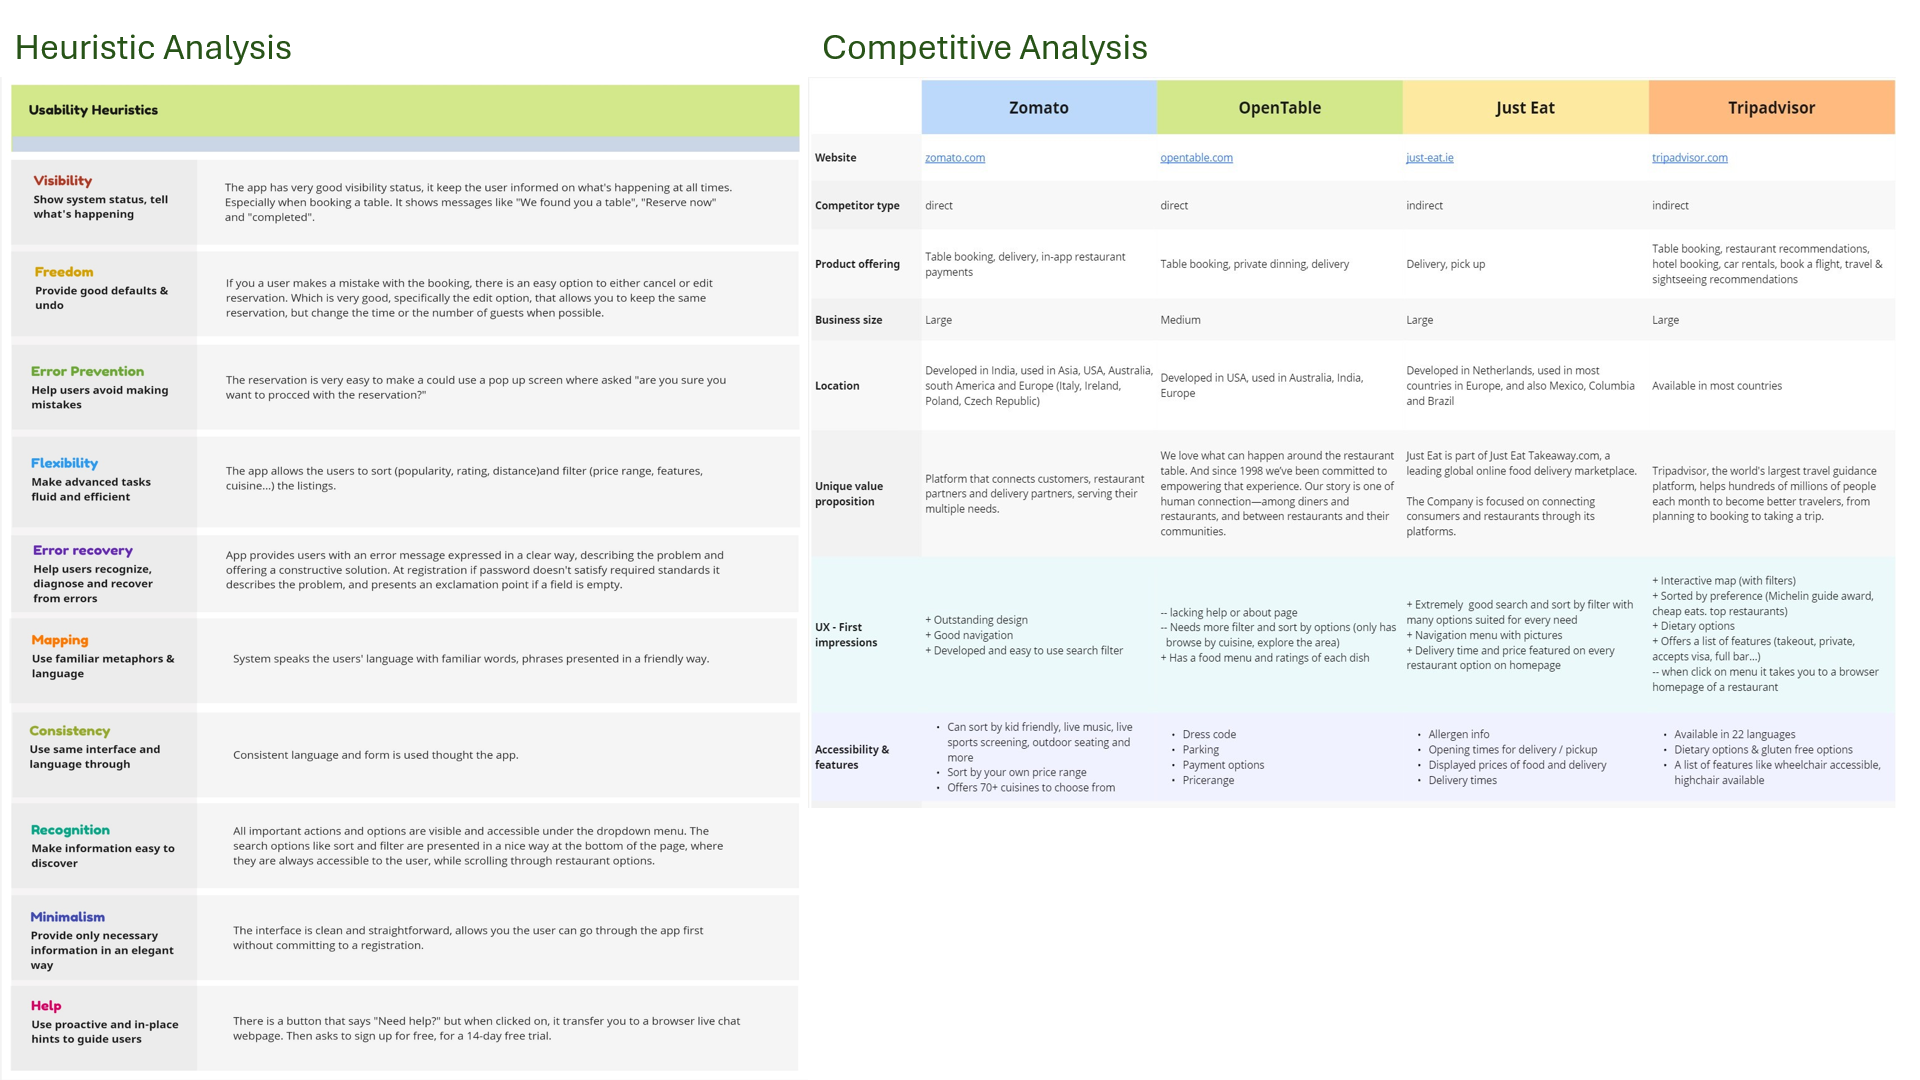 Heuristic Analysis
Usability Heuristics
Visibility
Show system status, tell
what's happening
The app has very good visibility status, it keep the user informed on what's happening at all times.
Especially when booking a table. It shows messages like "We found you a table", "Reserve now"
and "completed".
Freedom
Provide good defaults &
undo
If you a user makes a mistake with the booking, there is an easy option to either cancel or edit
reservation. Which is very good, specifically the edit option, that allows you to keep the same
reservation, but change the time or the number of guests when possible.
Error Prevention
Help users avoid making
mistakes
The reservation is very easy to make a could use a pop up screen where asked "are you sure you
want to procced with the reservation?"
Flexibility
Make advanced tasks
fluid and efficient
The app allows the users to sort (popularity, rating, distance)and filter (price range, features,
cuisine...) the listings.
Error recovery
Help users recognize,
diagnose and recover
from errors
App provides users with an error message expressed in a clear way, describing the problem and
offering a constructive solution. At registration if password doesn't satisfy required standards it
describes the problem, and presents an exclamation point if a field is empty.
Mapping
Use familiar metaphors &
language
System speaks the users' language with familiar words, phrases presented in a friendly way.
Consistency
Use same interface and
language through
Consistent language and form is used thought the app.
Recognition
Make information easy to
discover
All important actions and options are visible and accessible under the dropdown menu. The
search options like sort and filter are presented in a nice way at the bottom of the page, where
they are always accessible to the user, while scrolling through restaurant options.
Minimalism
Provide only necessary
information in an elegant
way
The interface is clean and straightforward, allows you the user can go through the app first
without committing to a registration.
Help
Use proactive and in-place
hints to guide users
There is a button that says "Need help?" but when clicked on, it transfer you to a browser live chat
webpage. Then asks to sign up for free, for a 14-day free trial.
Competitive Analysis
Zomato
OpenTable
Just Eat
Tripadvisor
Website
zomato.com
opentable.com
just-eat.ie
tripadvisor.com
Competitor type
direct
direct
indirect
indirect
Product offering
Table booking, delivery, in-app restaurant
payments
Table booking, private dinning, delivery
Delivery, pick up
Table booking, restaurant recommendations,
hotel booking, car rentals, book a flight, travel &
sightseeing recommendations
Business size
Large
Medium
Large
Large
Location
Developed in India, used in Asia, USA, Australia,
south America and Europe (Italy, Ireland,
Poland, Czech Republic)
Developed in USA, used in Australia, India,
Europe
Developed in Netherlands, used in most
countries in Europe, and also Mexico, Columbia
and Brazil
Available in most countries
Unique value
proposition
Platform that connects customers, restaurant
partners and delivery partners, serving their
multiple needs.
We love what can happen around the restaurant
table. And since 1998 we've been committed to
empowering that experience. Our story is one of
human connection—among diners and
restaurants, and between restaurants and their
communities.
Just Eat is part of Just Eat Takeaway.com, a
leading global online food delivery marketplace.
The Company is focused on connecting
consumers and restaurants through its
platforms.
Tripadvisor, the world's largest travel guidance
platform, helps hundreds of millions of people
each month to become better travelers, from
planning to booking to taking a trip.
UX - First
impressions
+ Outstanding design
+ Good navigation
+ Developed and easy to use search filter
-- lacking help or about page
-- Needs more filter and sort by options (only has
browse by cuisine, explore the area)
+ Has a food menu and ratings of each dish
+ Extremely good search and sort by filter with
many options suited for every need
+ Navigation menu with pictures
+ Delivery time and price featured on every
restaurant option on homepage
+ Interactive map (with filters)
+ Sorted by preference (Michelin guide award,
cheap eats. top restaurants)
+ Dietary options
+ Offers a list of features (takeout, private,
accepts visa, full bar...)
-- when click on menu it takes you to a browser
homepage of a restaurant
Accessibility &
features
• Can sort by kid friendly, live music, live
sports screening, outdoor seating and
more
• Sort by your own price range
• Offers 70+ cuisines to choose from
• Dress code
• Parking
• Payment options
• Pricerange
• Allergen info
• Opening times for delivery / pickup
• Displayed prices of food and delivery
• Delivery times
• Available in 22 languages
• Dietary options & gluten free options
• A list of features like wheelchair accessible,
highchair available